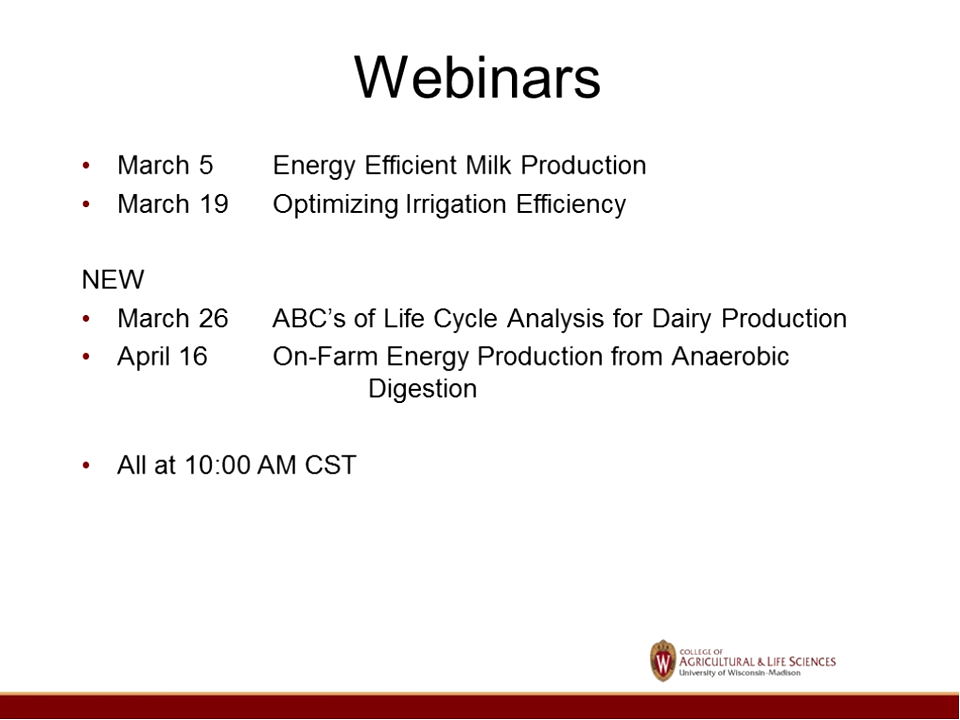 Webinars
• March 5 Energy Efficient Milk Production
• March 19 Optimizing Irrigation Efficiency
NEW
• March 26 ABC’s of Life Cycle Analysis for Dairy Production
• April 16 On-Farm Energy Production from Anaerobic
Digestion
• All at 10:00 AM CST
COLLEGE OF
AGRICULTURAL & LIFE SCIENCES
University of Wisconsin-Madison